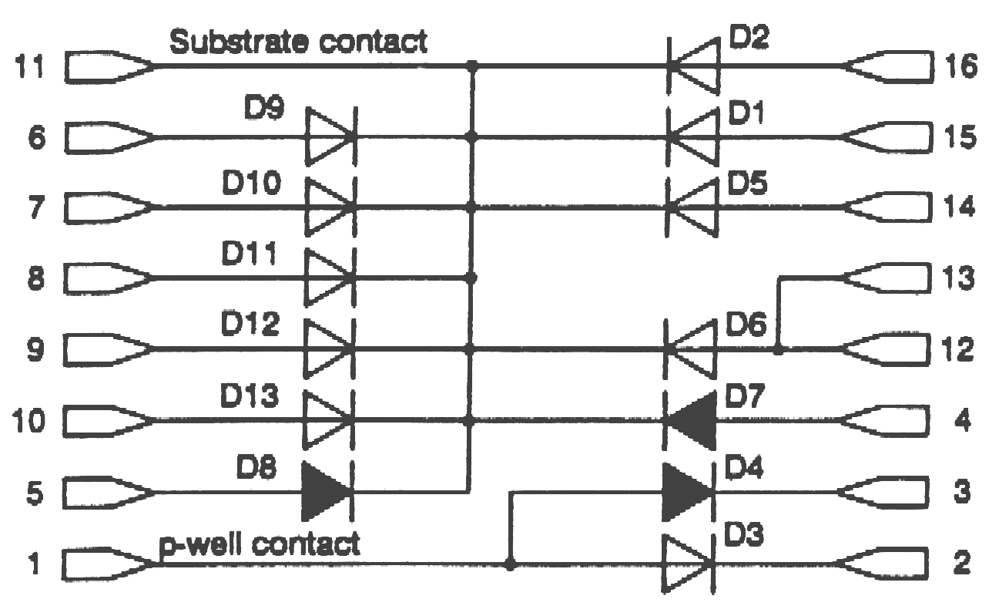 Substrate contact D2
11 16
D9 D1
6 15
D10 D5
7 14
D11
8 13
D12 D6
9 12
D13 D7
10 4
D8 D4
5 3
p-well contact D3
1 2